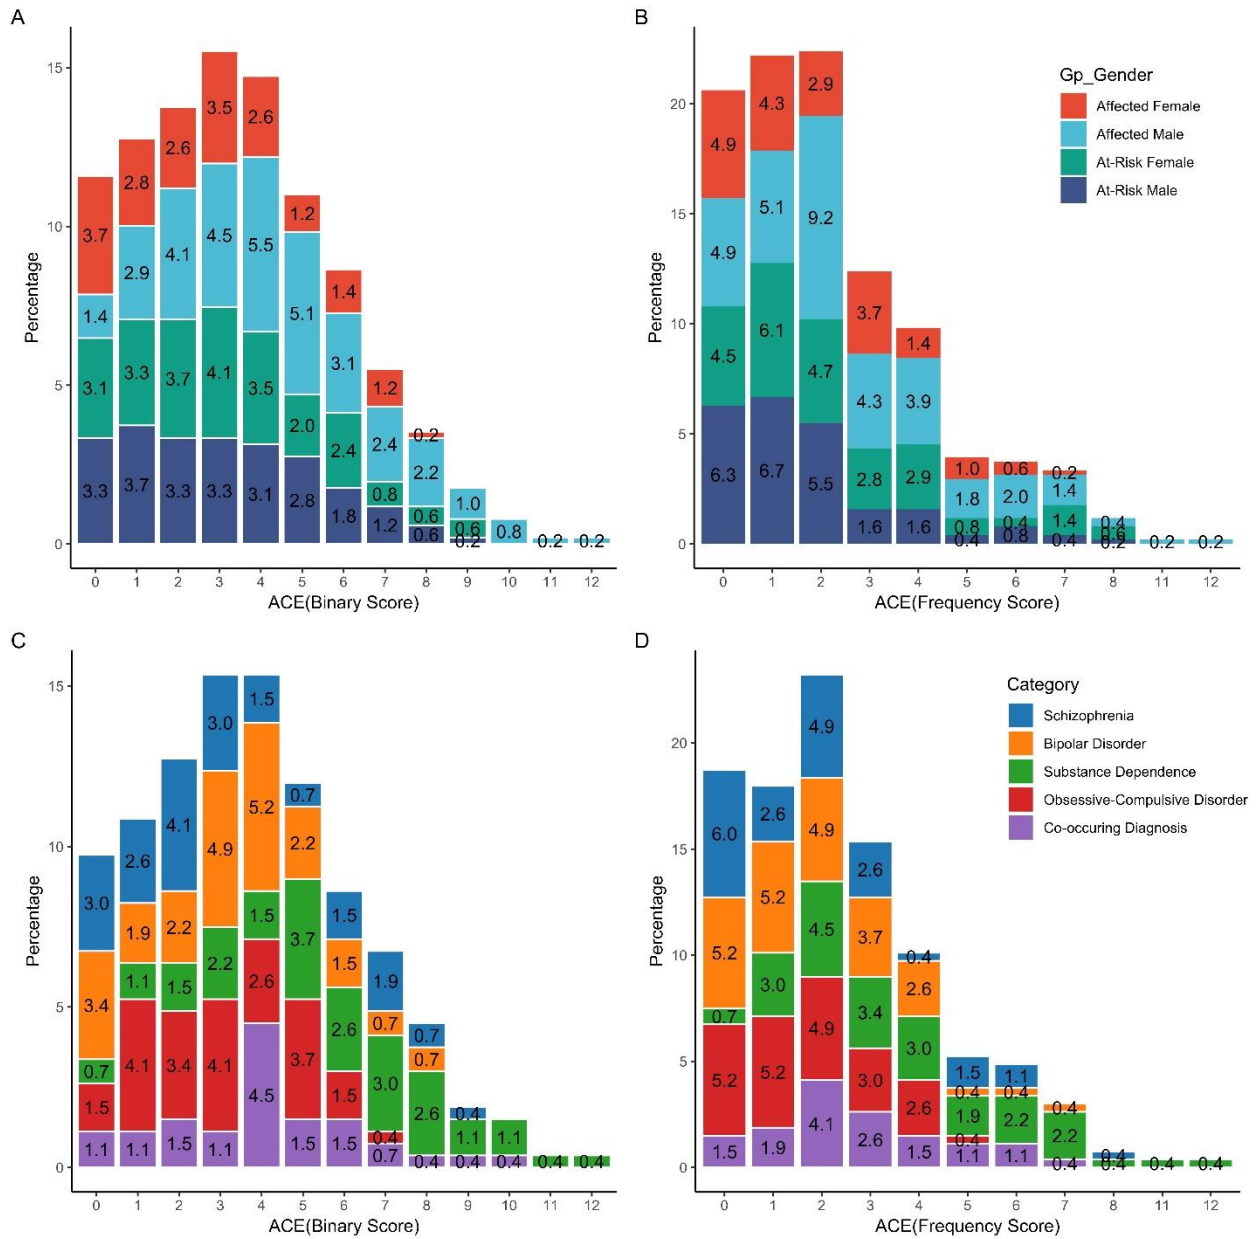 A
Percentage
15
10
5
0
3.7 2.8 2.6 3.5 2.6 1.2 1.4 1.2 0.2
1.4 2.9 4.1 4.5 5.5 5.1 3.1 2.4 2.2 1.0 0.8 0.2 0.2
3.1 3.3 3.7 4.1 3.5 2.0 2.4 0.8 0.6 0.6
3.3 3.7 3.3 3.3 3.1 2.8 1.8 1.2 0.6 0.2
0 1 2 3 4 5 6 7 8 9 10 11 12
ACE(Binary Score)
B
Percentage
20
15
10
5
0
4.9 4.3 2.9 3.7 1.4 1.0 0.6 0.2
4.9 5.1 9.2 4.3 3.9 1.8 2.0 1.4 0.4 0.2 0.2
4.5 6.1 4.7 2.8 2.9 0.8 0.4 1.4 0.6
6.3 6.7 5.5 1.6 1.6 0.4 0.8 0.4 0.2
0 1 2 3 4 5 6 7 8 11 12
ACE(Frequency Score)
Gp_Gender
Affected Female
Affected Male
At-Risk Female
At-Risk Male
C
Percentage
15
10
5
0
3.0 2.6 4.1 3.0 1.5 0.7 1.5 1.9 0.7 0.4
3.4 1.9 2.2 4.9 5.2 2.2 1.5 0.7 0.7
0.7 1.1 1.5 2.2 1.5 3.7 2.6 3.0 2.6 1.1 1.1 0.4 0.4
1.5 4.1 3.4 4.1 2.6 3.7 1.5 0.4
1.1 1.1 1.5 1.1 4.5 1.5 1.5 0.7 0.4 0.4 0.4
0 1 2 3 4 5 6 7 8 9 10 11 12
ACE(Binary Score)
D
Percentage
20
15
10
5
0
6.0 2.6 4.9 2.6 0.4 1.5 1.1 0.4
5.2 5.2 4.9 3.7 2.6 0.4 0.4 0.4
0.7 3.0 4.5 3.4 3.0 1.9 2.2 2.2 0.4 0.4 0.4
5.2 5.2 4.9 3.0 2.6 0.4
1.5 1.9 4.1 2.6 1.5 1.1 1.1 0.4
0 1 2 3 4 5 6 7 8 11 12
ACE(Frequency Score)
Category
Schizophrenia
Bipolar Disorder
Substance Dependence
Obsessive-Compulsive Disorder
Co-occuring Diagnosis